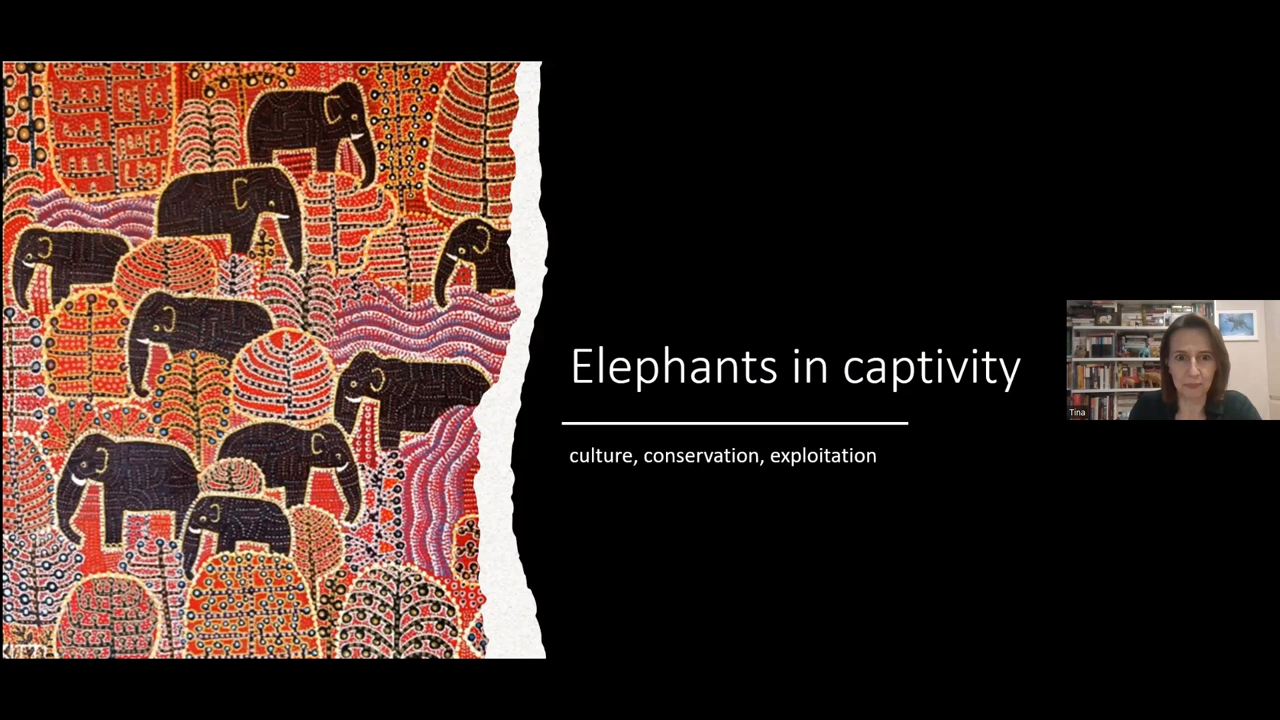 Elephants in captivity
culture, conservation, exploitation
Tina